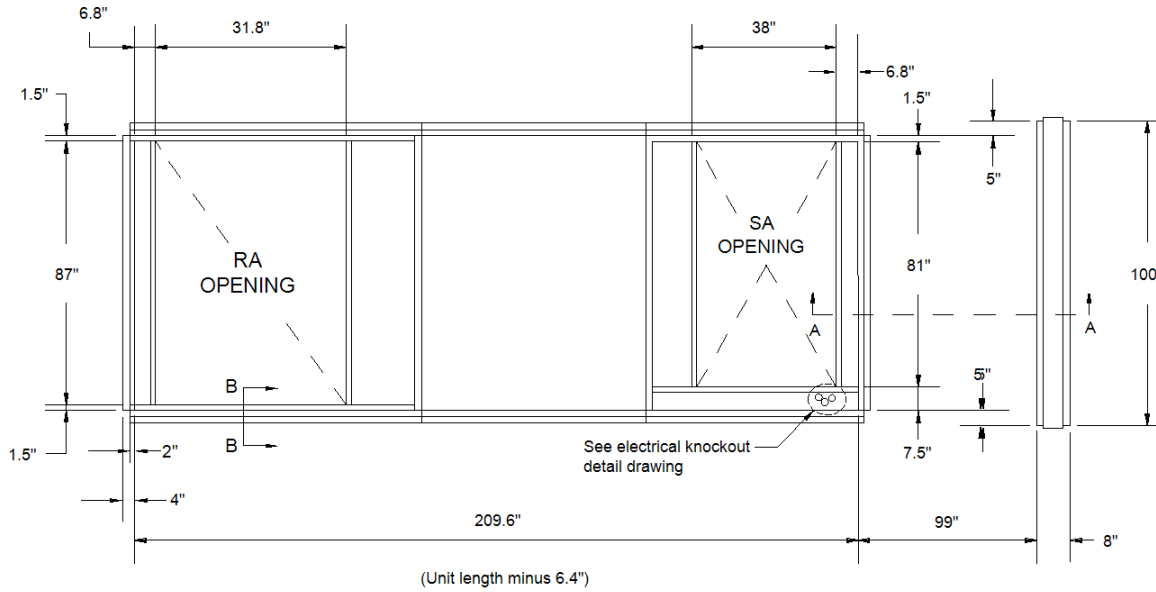 6.8"
31.8"
38"
6.8"
1.5"
1.5"
5"
87"
RA
OPENING
SA
OPENING
81"
100
A
A
B
B
5"
1.5"
2"
See electrical knockout
detail drawing
7.5"
4"
209.6"
99"
8"
(Unit length minus 6.4")